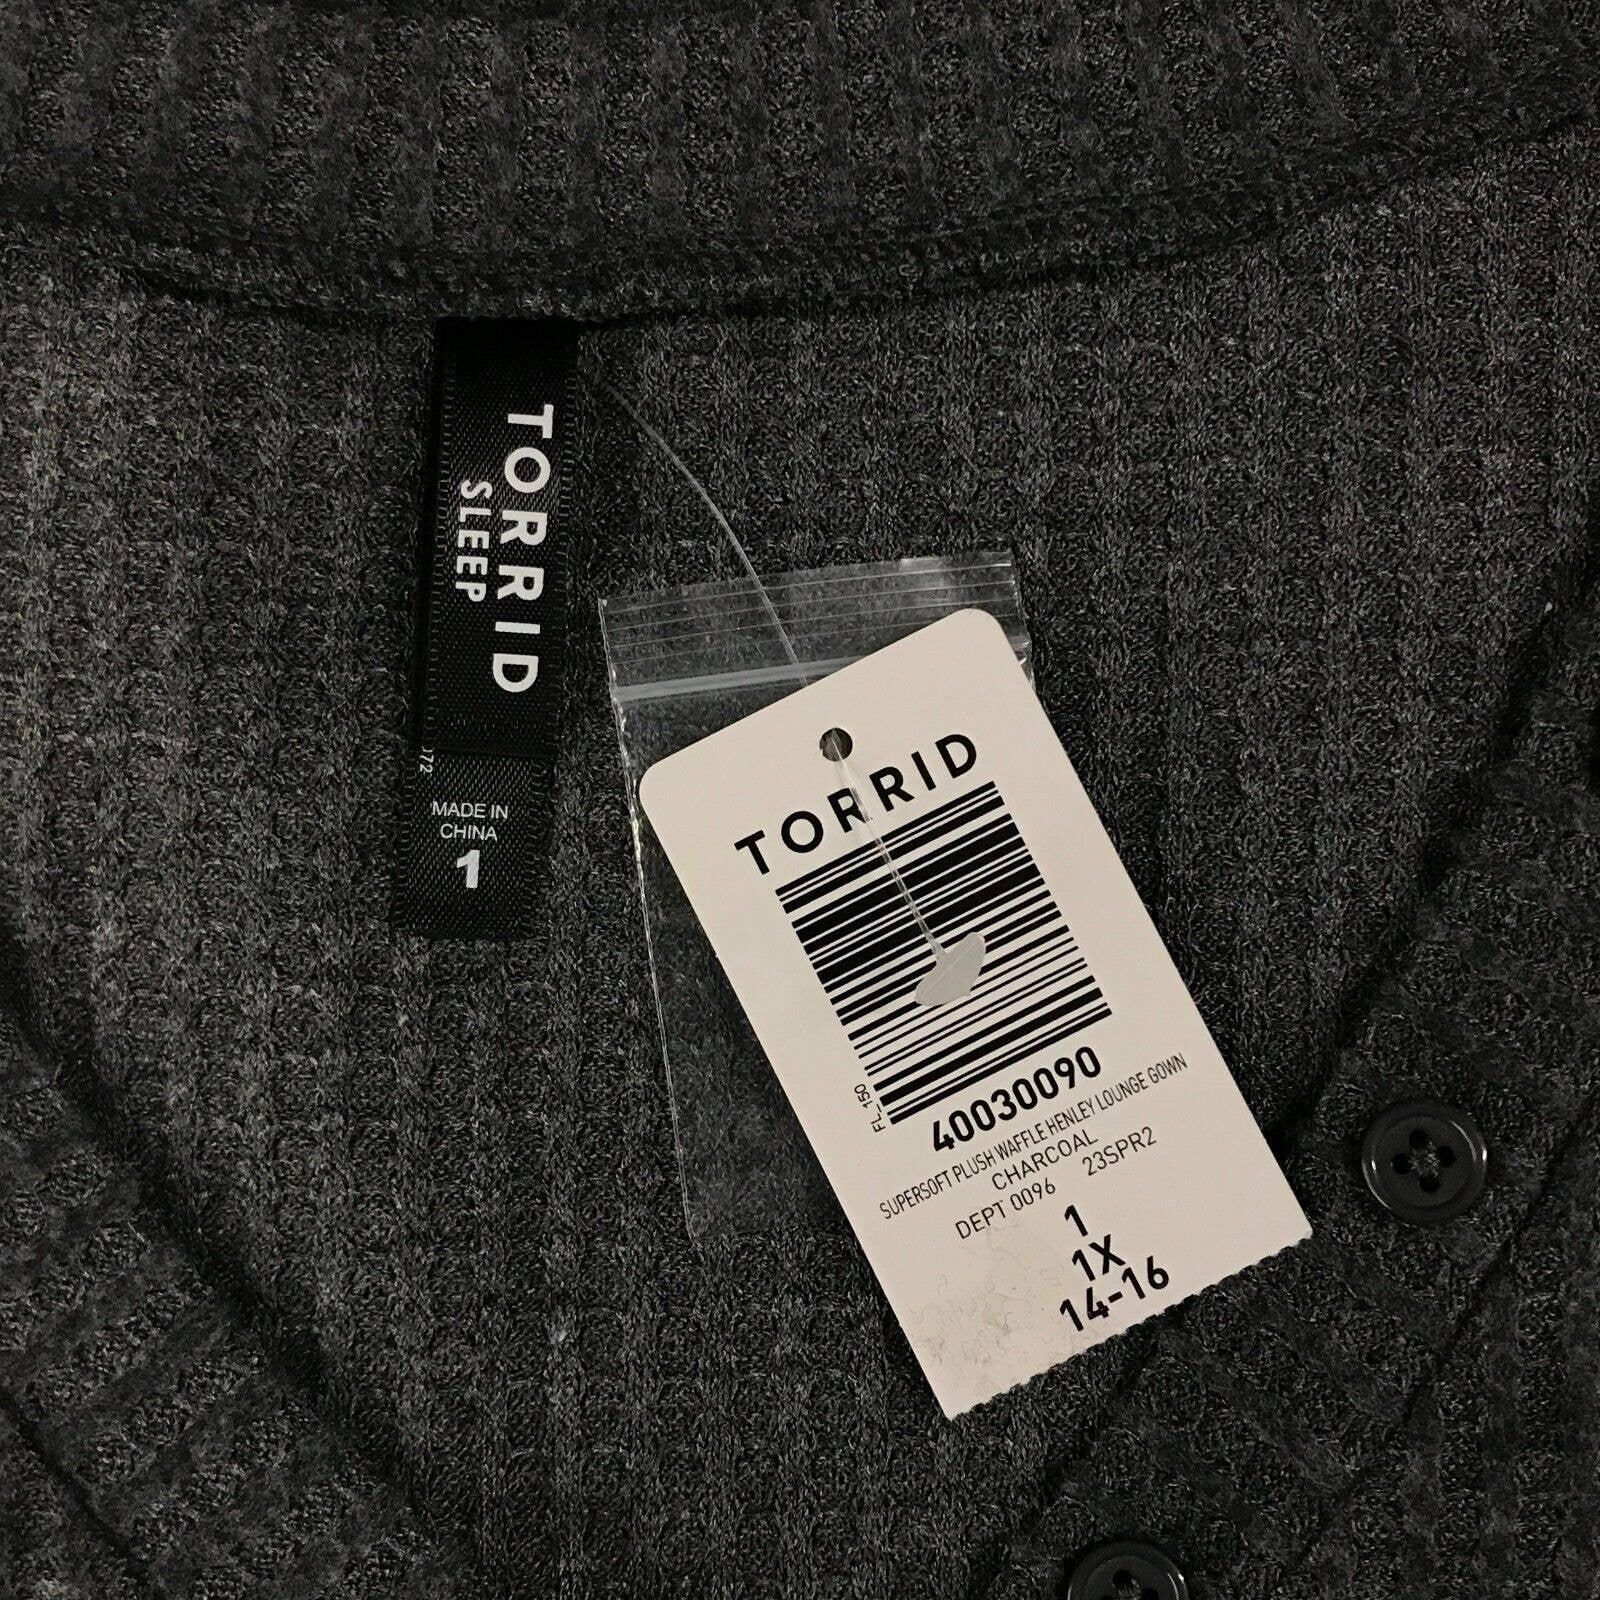 TORRID
SLEEP
072
MADE IN
CHINA
1
TORRID
FL_150
40030090
SUPERSOFT PLUSH WAFFLE HENLEY LOUNGE GOWN
CHARCOAL
DEPT 0096 23SPR2
1
1X
14-16